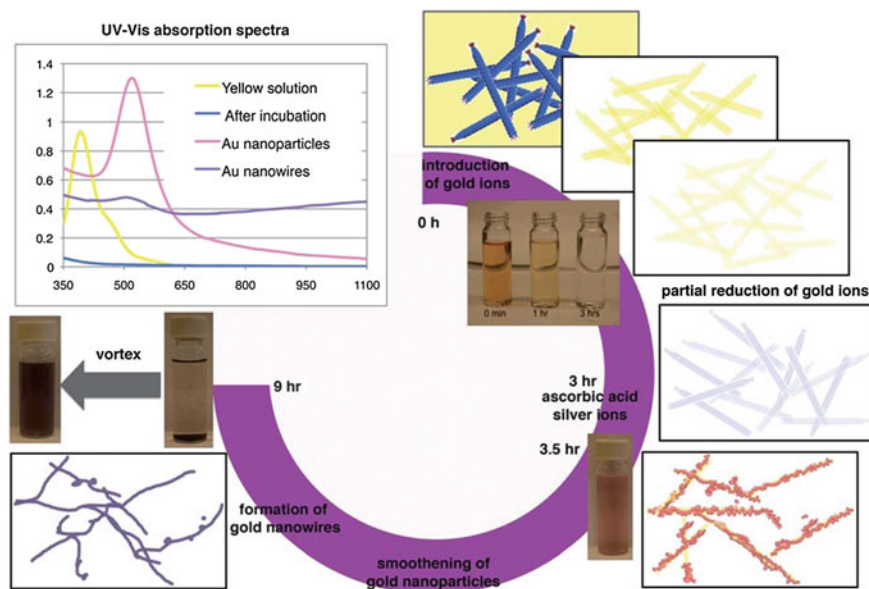 UV-Vis absorption spectra
1.4
1.2
1
0.8
0.6
0.4
0.2
0
350
500
650
800
950
1100
Yellow solution
After incubation
Au nanoparticles
Au nanowires
introduction
of gold ions
0 h
0 min
1 hr
3 hrs
partial reduction of gold ions
3 hr
ascorbic acid
silver ions
3.5 hr
smoothening of
gold nanoparticles
formation of
gold nanowires
9 hr
vortex